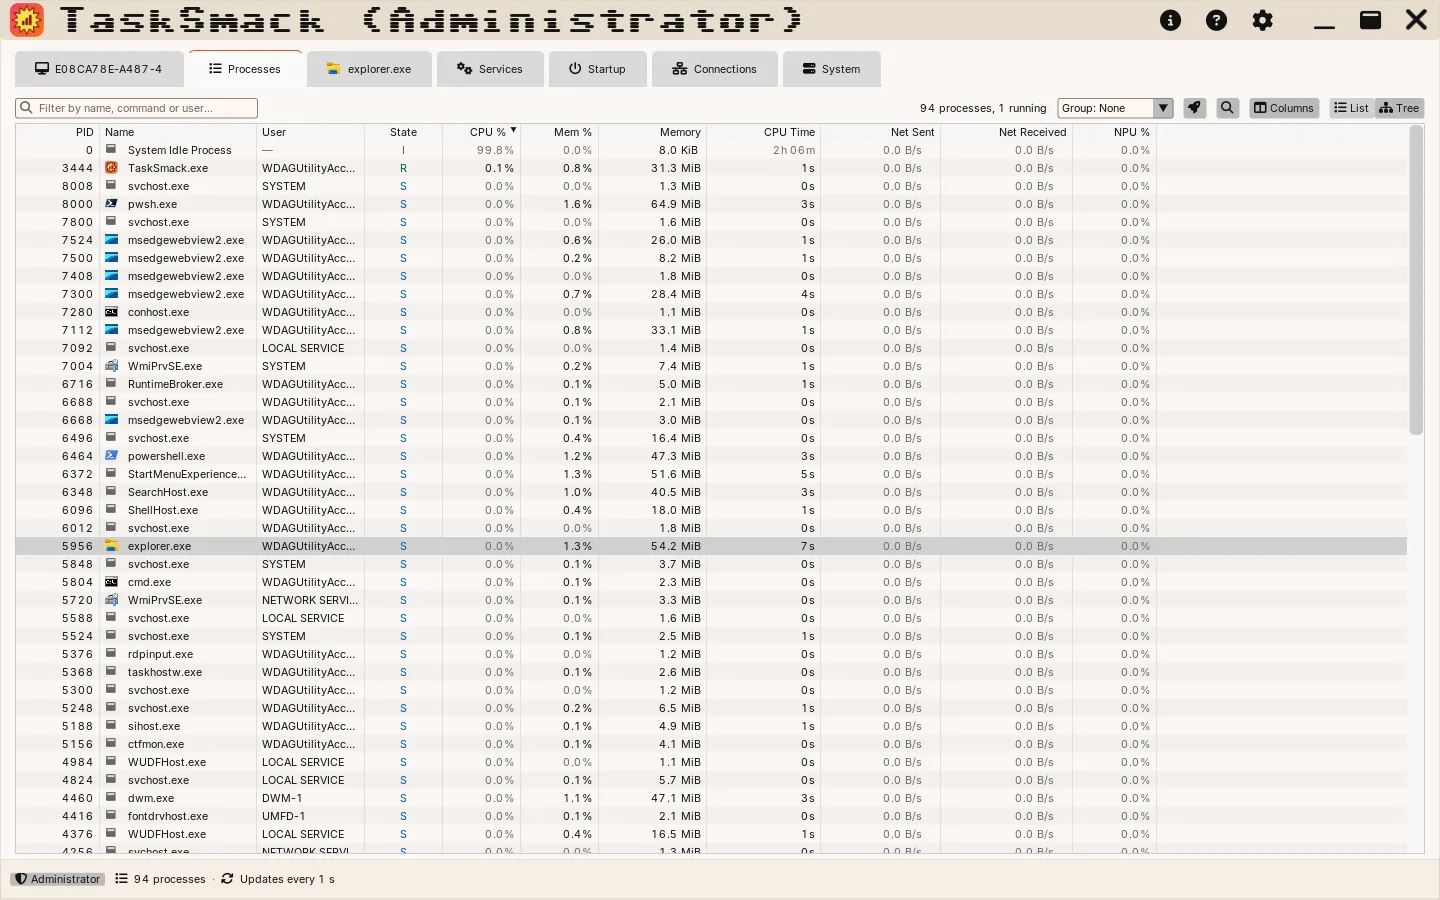 TaskSmack (Administrator)
E08CA78E-A487-4 Processes explorer.exe Services Startup Connections System
Filter by name, command or user... 94 processes, 1 running Group: None Columns List Tree
PID Name User State CPU % Mem % Memory CPU Time Net Sent Net Received NPU %
0 System Idle Process — I 99.8% 0.0% 8.0 KiB 2h 06m 0.0 B/s 0.0 B/s 0.0%
3444 TaskSmack.exe WDAGUtilityAcc... R 0.1% 0.8% 31.3 MiB 1s 0.0 B/s 0.0 B/s 0.0%
8008 svchost.exe SYSTEM S 0.0% 0.0% 1.3 MiB 0s 0.0 B/s 0.0 B/s 0.0%
8000 pwsh.exe WDAGUtilityAcc... S 0.0% 1.6% 64.9 MiB 3s 0.0 B/s 0.0 B/s 0.0%
7800 svchost.exe SYSTEM S 0.0% 0.0% 1.6 MiB 0s 0.0 B/s 0.0 B/s 0.0%
7524 msedgewebview2.exe WDAGUtilityAcc... S 0.0% 0.6% 26.0 MiB 1s 0.0 B/s 0.0 B/s 0.0%
7500 msedgewebview2.exe WDAGUtilityAcc... S 0.0% 0.2% 8.2 MiB 1s 0.0 B/s 0.0 B/s 0.0%
7408 msedgewebview2.exe WDAGUtilityAcc... S 0.0% 0.0% 1.8 MiB 0s 0.0 B/s 0.0 B/s 0.0%
7300 msedgewebview2.exe WDAGUtilityAcc... S 0.0% 0.7% 28.4 MiB 4s 0.0 B/s 0.0 B/s 0.0%
7280 conhost.exe WDAGUtilityAcc... S 0.0% 0.0% 1.1 MiB 0s 0.0 B/s 0.0 B/s 0.0%
7112 msedgewebview2.exe WDAGUtilityAcc... S 0.0% 0.8% 33.1 MiB 1s 0.0 B/s 0.0 B/s 0.0%
7092 svchost.exe LOCAL SERVICE S 0.0% 0.0% 1.4 MiB 0s 0.0 B/s 0.0 B/s 0.0%
7004 WmiPrvSE.exe SYSTEM S 0.0% 0.2% 7.4 MiB 1s 0.0 B/s 0.0 B/s 0.0%
6716 RuntimeBroker.exe WDAGUtilityAcc... S 0.0% 0.1% 5.0 MiB 1s 0.0 B/s 0.0 B/s 0.0%
6688 svchost.exe WDAGUtilityAcc... S 0.0% 0.1% 2.1 MiB 0s 0.0 B/s 0.0 B/s 0.0%
6668 msedgewebview2.exe WDAGUtilityAcc... S 0.0% 0.1% 3.0 MiB 0s 0.0 B/s 0.0 B/s 0.0%
6496 svchost.exe SYSTEM S 0.0% 0.4% 16.4 MiB 0s 0.0 B/s 0.0 B/s 0.0%
6464 powershell.exe WDAGUtilityAcc... S 0.0% 1.2% 47.3 MiB 3s 0.0 B/s 0.0 B/s 0.0%
6372 StartMenuExperience... WDAGUtilityAcc... S 0.0% 1.3% 51.6 MiB 5s 0.0 B/s 0.0 B/s 0.0%
6348 SearchHost.exe WDAGUtilityAcc... S 0.0% 1.0% 40.5 MiB 3s 0.0 B/s 0.0 B/s 0.0%
6096 ShellHost.exe WDAGUtilityAcc... S 0.0% 0.4% 18.0 MiB 1s 0.0 B/s 0.0 B/s 0.0%
6012 svchost.exe WDAGUtilityAcc... S 0.0% 0.0% 1.8 MiB 0s 0.0 B/s 0.0 B/s 0.0%
5956 explorer.exe WDAGUtilityAcc... S 0.0% 1.3% 54.2 MiB 7s 0.0 B/s 0.0 B/s 0.0%
5848 svchost.exe SYSTEM S 0.0% 0.1% 3.7 MiB 0s 0.0 B/s 0.0 B/s 0.0%
5804 cmd.exe WDAGUtilityAcc... S 0.0% 0.1% 2.3 MiB 0s 0.0 B/s 0.0 B/s 0.0%
5720 WmiPrvSE.exe NETWORK SERVI... S 0.0% 0.1% 3.3 MiB 0s 0.0 B/s 0.0 B/s 0.0%
5588 svchost.exe LOCAL SERVICE S 0.0% 0.0% 1.6 MiB 0s 0.0 B/s 0.0 B/s 0.0%
5524 svchost.exe SYSTEM S 0.0% 0.1% 2.5 MiB 1s 0.0 B/s 0.0 B/s 0.0%
5376 rdpinput.exe WDAGUtilityAcc... S 0.0% 0.0% 1.2 MiB 0s 0.0 B/s 0.0 B/s 0.0%
5368 taskhostw.exe WDAGUtilityAcc... S 0.0% 0.1% 2.6 MiB 0s 0.0 B/s 0.0 B/s 0.0%
5300 svchost.exe WDAGUtilityAcc... S 0.0% 0.0% 1.2 MiB 0s 0.0 B/s 0.0 B/s 0.0%
5248 svchost.exe WDAGUtilityAcc... S 0.0% 0.2% 6.5 MiB 1s 0.0 B/s 0.0 B/s 0.0%
5188 sihost.exe WDAGUtilityAcc... S 0.0% 0.1% 4.9 MiB 1s 0.0 B/s 0.0 B/s 0.0%
5156 ctfmon.exe WDAGUtilityAcc... S 0.0% 0.1% 4.1 MiB 0s 0.0 B/s 0.0 B/s 0.0%
4984 WUDFHost.exe LOCAL SERVICE S 0.0% 0.0% 1.1 MiB 0s 0.0 B/s 0.0 B/s 0.0%
4824 svchost.exe LOCAL SERVICE S 0.0% 0.1% 5.7 MiB 0s 0.0 B/s 0.0 B/s 0.0%
4460 dwm.exe DWM-1 S 0.0% 1.1% 47.1 MiB 3s 0.0 B/s 0.0 B/s 0.0%
4416 fontdrvhost.exe UMFD-1 S 0.0% 0.1% 2.1 MiB 0s 0.0 B/s 0.0 B/s 0.0%
4376 WUDFHost.exe LOCAL SERVICE S 0.0% 0.4% 16.5 MiB 1s 0.0 B/s 0.0 B/s 0.0%
4256 svchost.exe NETWORK SERVI... S 0.0% 0.0% 1.3 MiB 0s 0.0 B/s 0.0 B/s 0.0%
Administrator 94 processes · Updates every 1 s